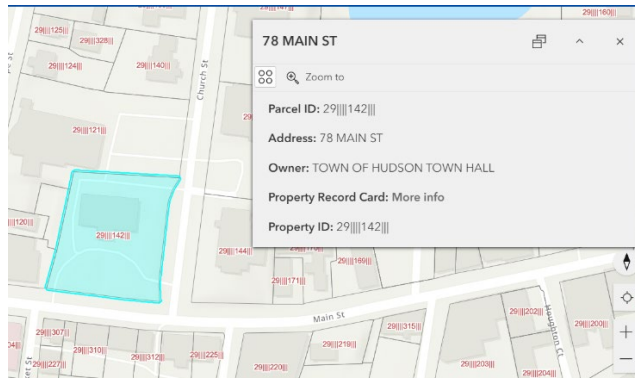 78 MAIN ST
Zoom to
Parcel ID: 29||||142|||
Address: 78 MAIN ST
Owner: TOWN OF HUDSON TOWN HALL
Property Record Card: More info
Property ID: 29||||142|||
29||||160|||
29||||125|||
29||||328|||
29||||124|||
29||||140|||
Church St
29||||121|||
|||120|||
29||||142|||
29||||144|||
29||||169|||
29||||171|||
Main St
29||||315|||
29||||202|||
29||||200|||
Houghton Ct
29||||307|||
29||||310|||
29||||312|||
29||||225|||
29||||219|||
29||||227|||
29||||220|||
29||||203|||
29||||204|||